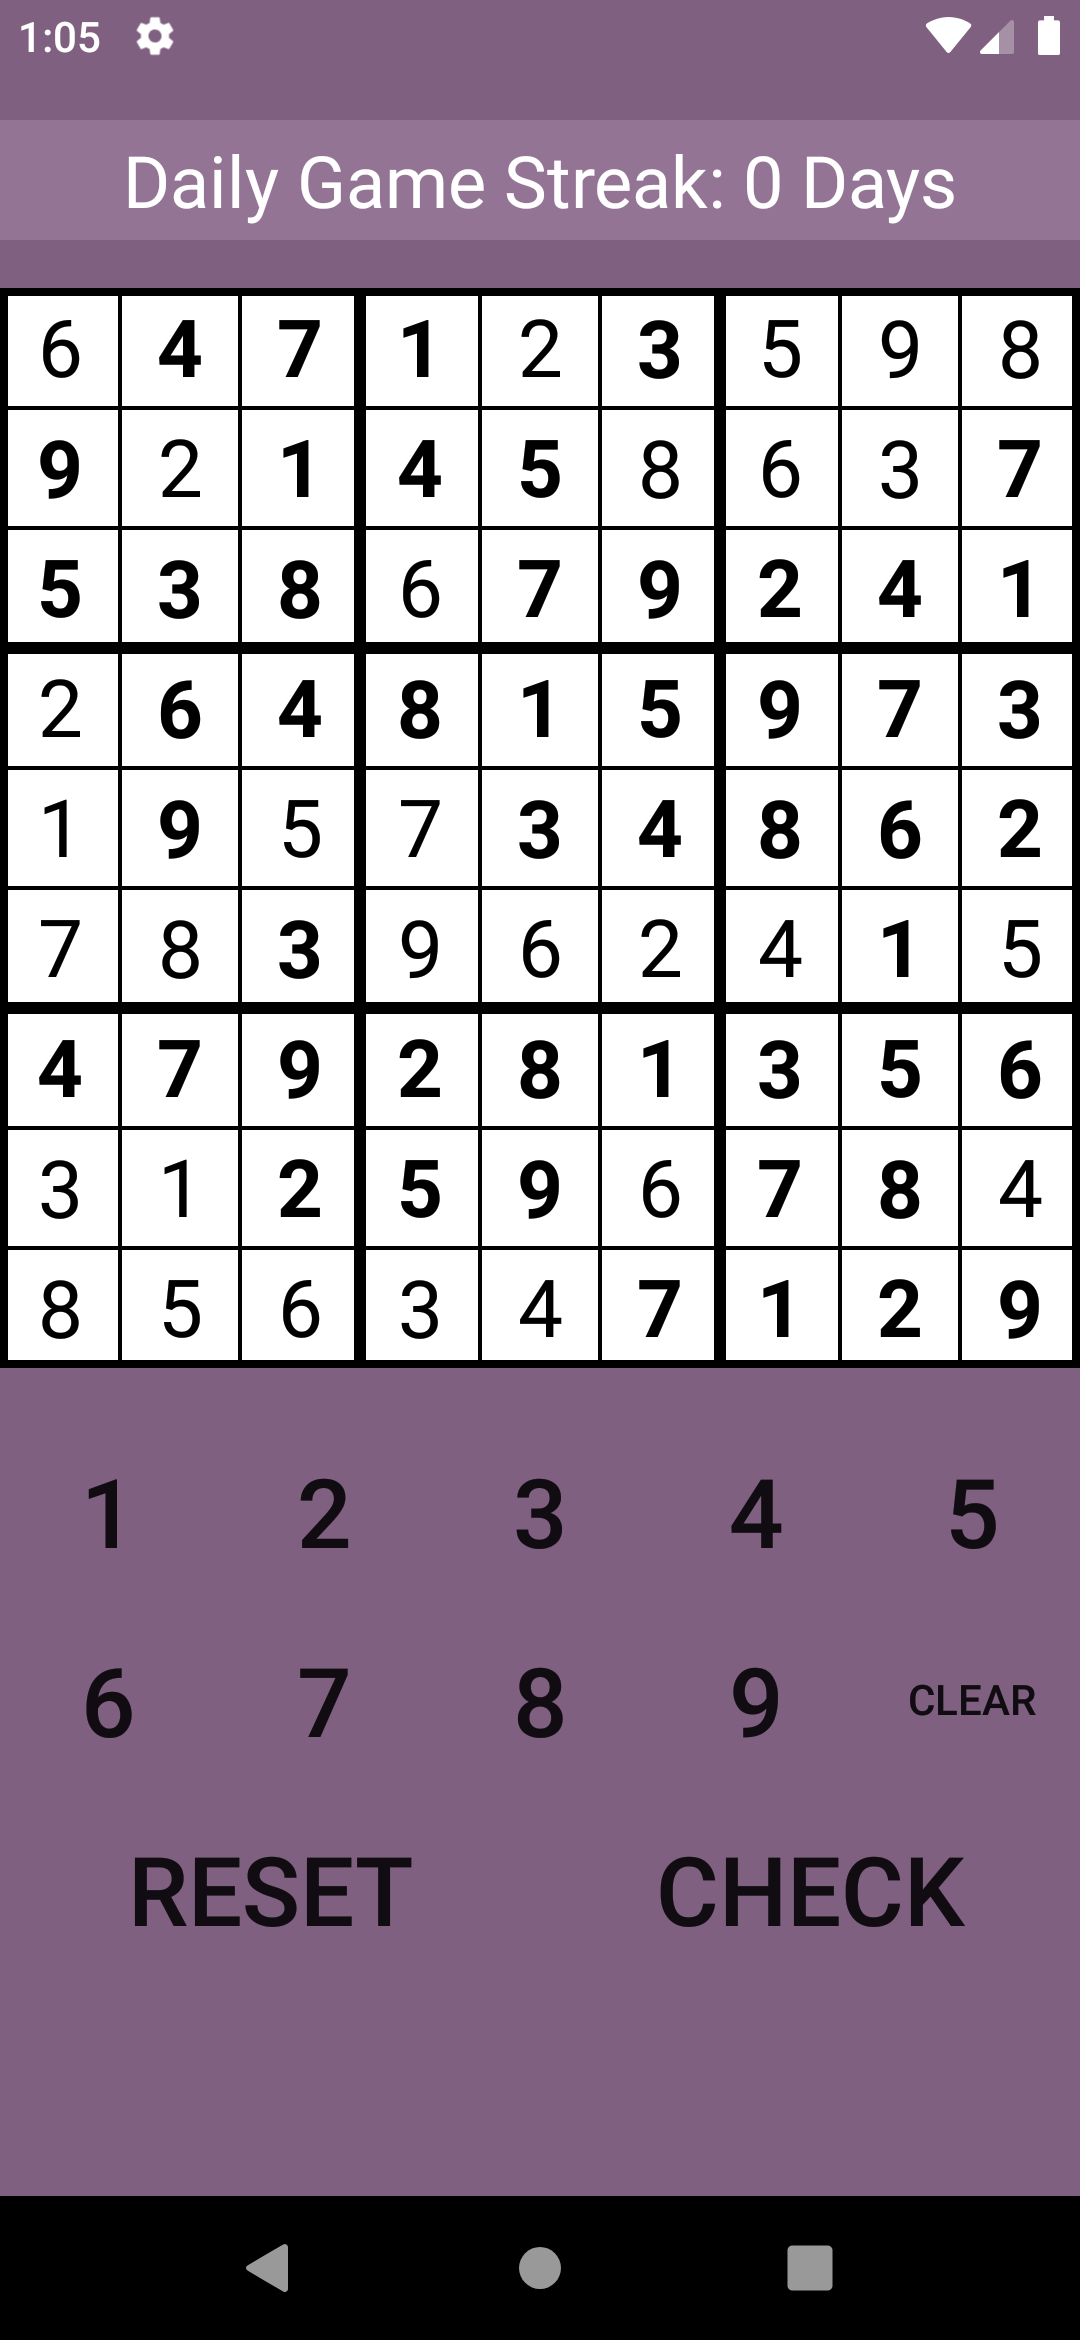 1:05
Daily Game Streak: 0 Days
6 4 7 1 2 3 5 9 8
9 2 1 4 5 8 6 3 7
5 3 8 6 7 9 2 4 1
2 6 4 8 1 5 9 7 3
1 9 5 7 3 4 8 6 2
7 8 3 9 6 2 4 1 5
4 7 9 2 8 1 3 5 6
3 1 2 5 9 6 7 8 4
8 5 6 3 4 7 1 2 9
1 2 3 4 5
6 7 8 9 CLEAR
RESET CHECK